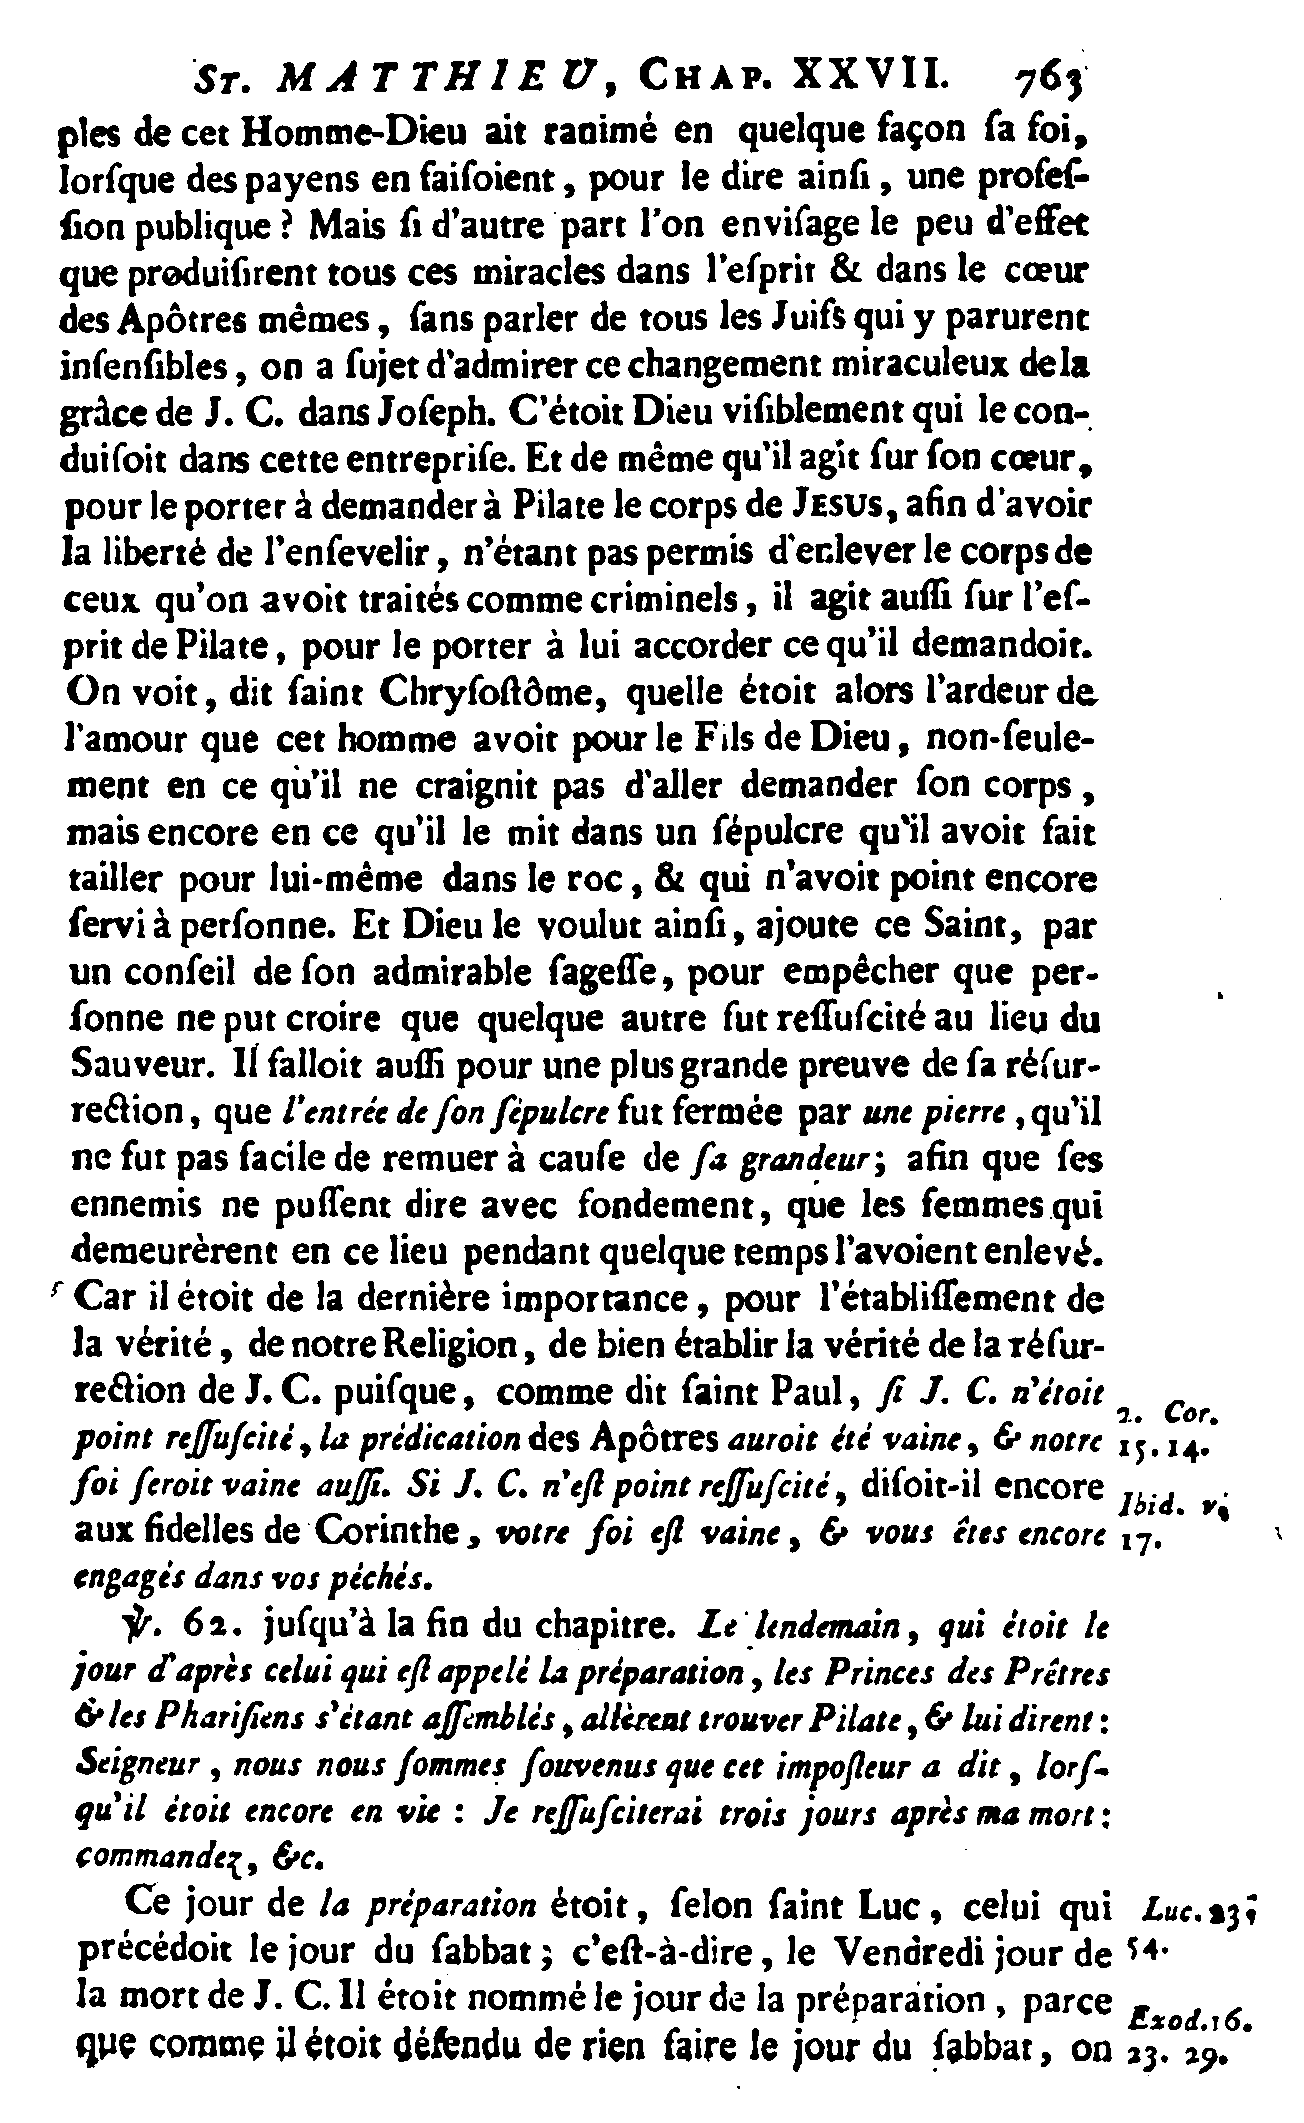 ST. MATTHIEU, CHAP. XXVII. 763
ples de cet Homme-Dieu ait ranimé en quelque façon ſa foi,
lorſque des payens en faiſoient, pour le dire ainſi, une profeſ-
ſion publique? Mais ſi d'autre part l'on enviſage le peu d'effet
que produiſirent tous ces miracles dans l'eſprit & dans le cœur
des Apôtres mêmes, ſans parler de tous les Juifs qui y parurent
inſenſibles, on a ſujet d'admirer ce changement miraculeux de la
grâce de J. C. dans Joſeph. C'étoit Dieu viſiblement qui le con-
duiſoit dans cette entrepriſe. Et de même qu'il agit ſur ſon cœur,
pour le porter à demander à Pilate le corps de JESUS, afin d'avoir
la liberté de l'enſevelir, n'étant pas permis d'enlever le corps de
ceux qu'on avoit traités comme criminels, il agit auſſi ſur l'eſ-
prit de Pilate, pour le porter à lui accorder ce qu'il demandoit.
On voit, dit ſaint Chryſoſtôme, quelle étoit alors l'ardeur de
l'amour que cet homme avoit pour le Fils de Dieu, non-ſeule-
ment en ce qu'il ne craignit pas d'aller demander ſon corps,
mais encore en ce qu'il le mit dans un ſépulcre qu'il avoit fait
tailler pour lui-même dans le roc, & qui n'avoit point encore
ſervi à perſonne. Et Dieu le voulut ainſi, ajoute ce Saint, par
un conſeil de ſon admirable ſageſſe, pour empêcher que per-
ſonne ne put croire que quelque autre fut reſſuſcité au lieu du
Sauveur. Il falloit auſſi pour une plus grande preuve de ſa réſur-
rection, que l'entrée de ſon ſépulcre fut fermée par une pierre, qu'il
ne fut pas facile de remuer à cauſe de ſa grandeur; afin que ſes
ennemis ne puſſent dire avec fondement, que les femmes qui
demeurèrent en ce lieu pendant quelque temps l'avoient enlevé.
Car il étoit de la dernière importance, pour l'établiſſement de
la vérité, de notre Religion, de bien établir la vérité de la réſur-
rection de J. C. puiſque, comme dit ſaint Paul, ſi J. C. n'étoit
point reſſuſcité, la prédication des Apôtres auroit été vaine, & notre
foi ſeroit vaine auſſi. Si J. C. n'eſt point reſſuſcité, diſoit-il encore
aux fidelles de Corinthe, votre foi eſt vaine, & vous êtes encore
engagés dans vos péchés.
2. Cor.
15. 14.
Ibid. v.
17.
℣. 62. juſqu'à la fin du chapitre. Le lendemain, qui étoit le
jour d'après celui qui eſt appelé la préparation, les Princes des Prêtres
& les Phariſiens s'étant aſſemblés, allèrent trouver Pilate, & lui dirent:
Seigneur, nous nous ſommes ſouvenus que cet impoſteur a dit, lorſ-
qu'il étoit encore en vie : Je reſſuſciterai trois jours après ma mort:
commandez, &c.
Ce jour de la préparation étoit, ſelon ſaint Luc, celui qui
précédoit le jour du ſabbat; c'eſt-à-dire, le Vendredi jour de
la mort de J. C. Il étoit nommé le jour de la préparation, parce
que comme il étoit défendu de rien faire le jour du ſabbat, on
Luc. 23.
54.
Exod. 16.
23. 29.